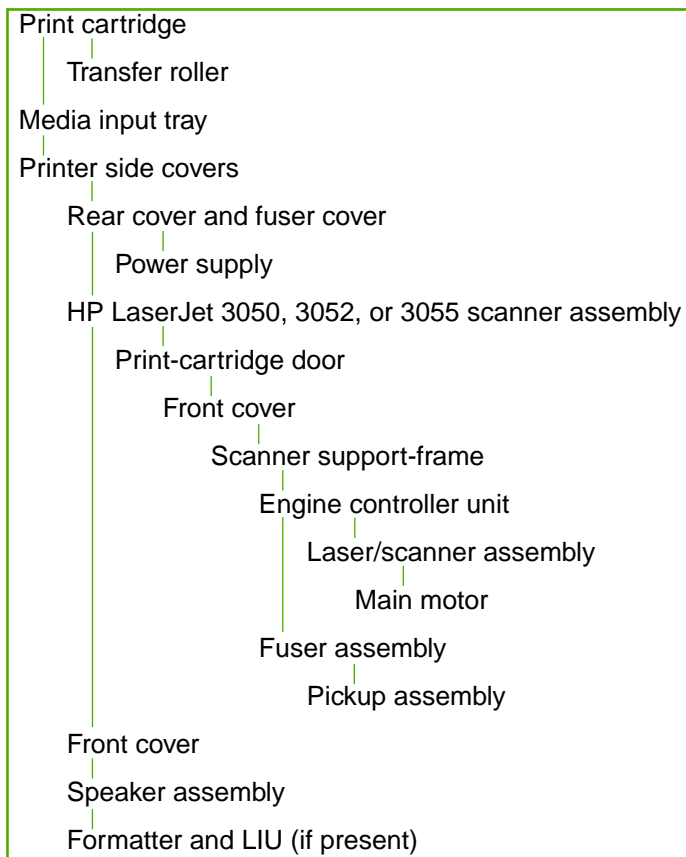 Print cartridge
Transfer roller
Media input tray
Printer side covers
Rear cover and fuser cover
Power supply
HP LaserJet 3050, 3052, or 3055 scanner assembly
Print-cartridge door
Front cover
Scanner support-frame
Engine controller unit
Laser/scanner assembly
Main motor
Fuser assembly
Pickup assembly
Front cover
Speaker assembly
Formatter and LIU (if present)